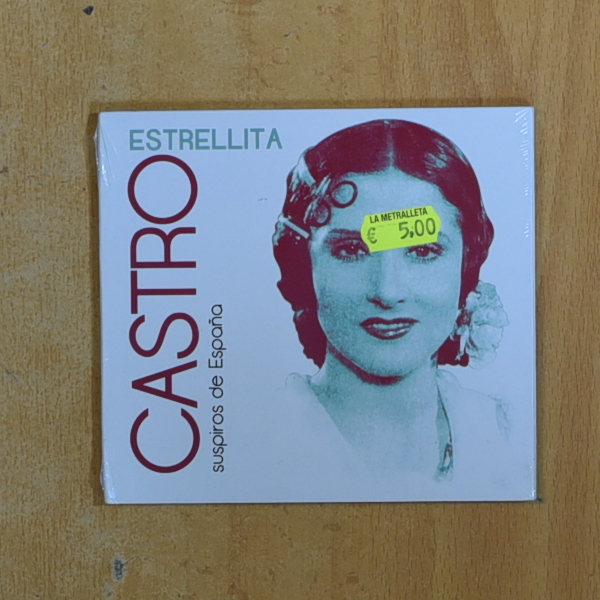 ESTRELLITA
CASTRO
suspiros de España
LA METRALLETA
€ 5,00